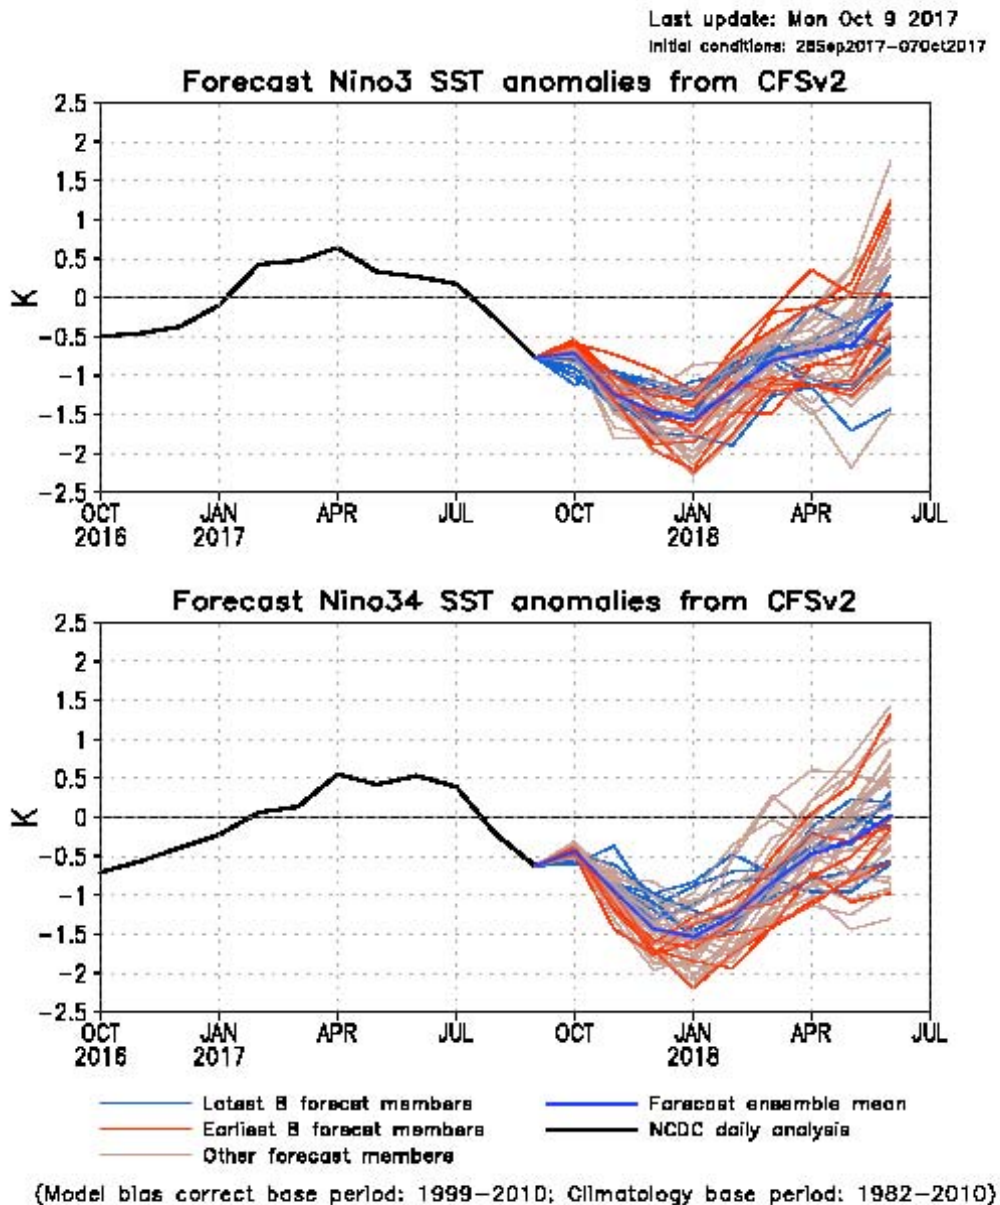 Last update: Mon Oct 9 2017
Initial conditions: 28Sep2017-07Oct2017
Forecast Nino3 SST anomalies from CFSv2
2.5
2
1.5
1
0.5
0
-0.5
-1
-1.5
-2
-2.5
K
OCT JAN APR JUL OCT JAN APR JUL
2016 2017 2018
Forecast Nino34 SST anomalies from CFSv2
2.5
2
1.5
1
0.5
0
-0.5
-1
-1.5
-2
-2.5
K
OCT JAN APR JUL OCT JAN APR JUL
2016 2017 2018
Latest 8 forecast members
Earliest 8 forecast members
Other forecast members
Forecast ensemble mean
NCDC daily analysis
(Model bias correct base period: 1999-2010; Climatology base period: 1982-2010)